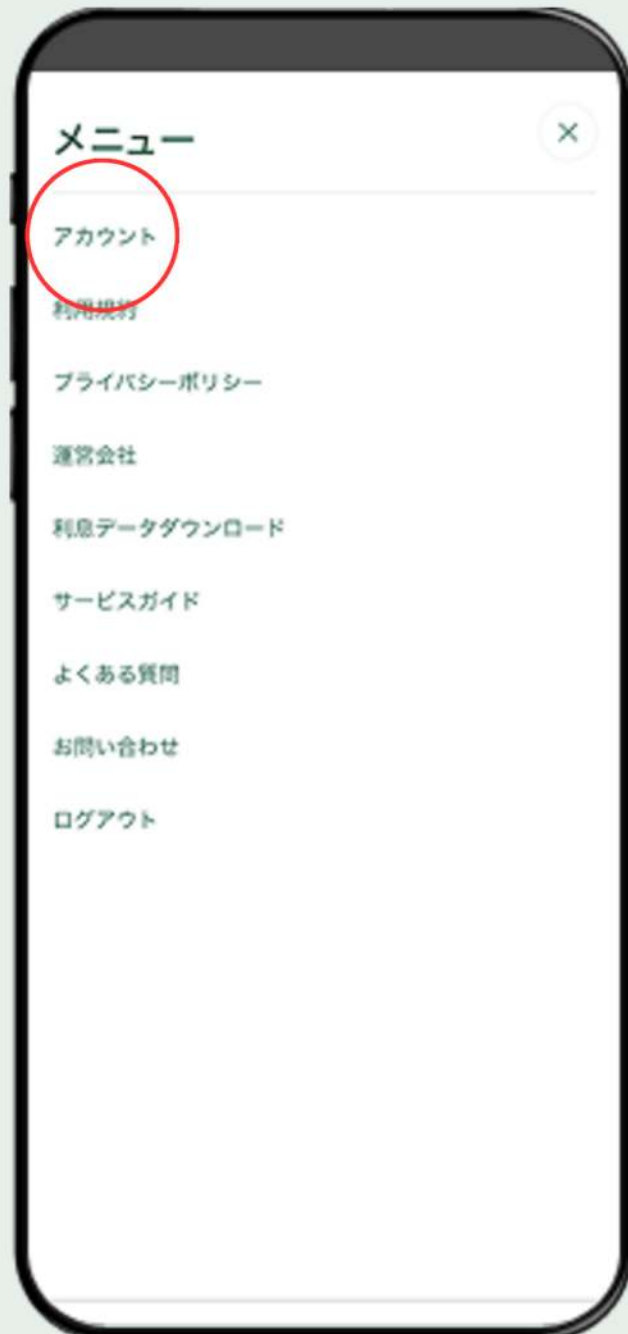 メニュー
アカウント
利用規約
プライバシーポリシー
運営会社
利息データダウンロード
サービスガイド
よくある質問
お問い合わせ
ログアウト